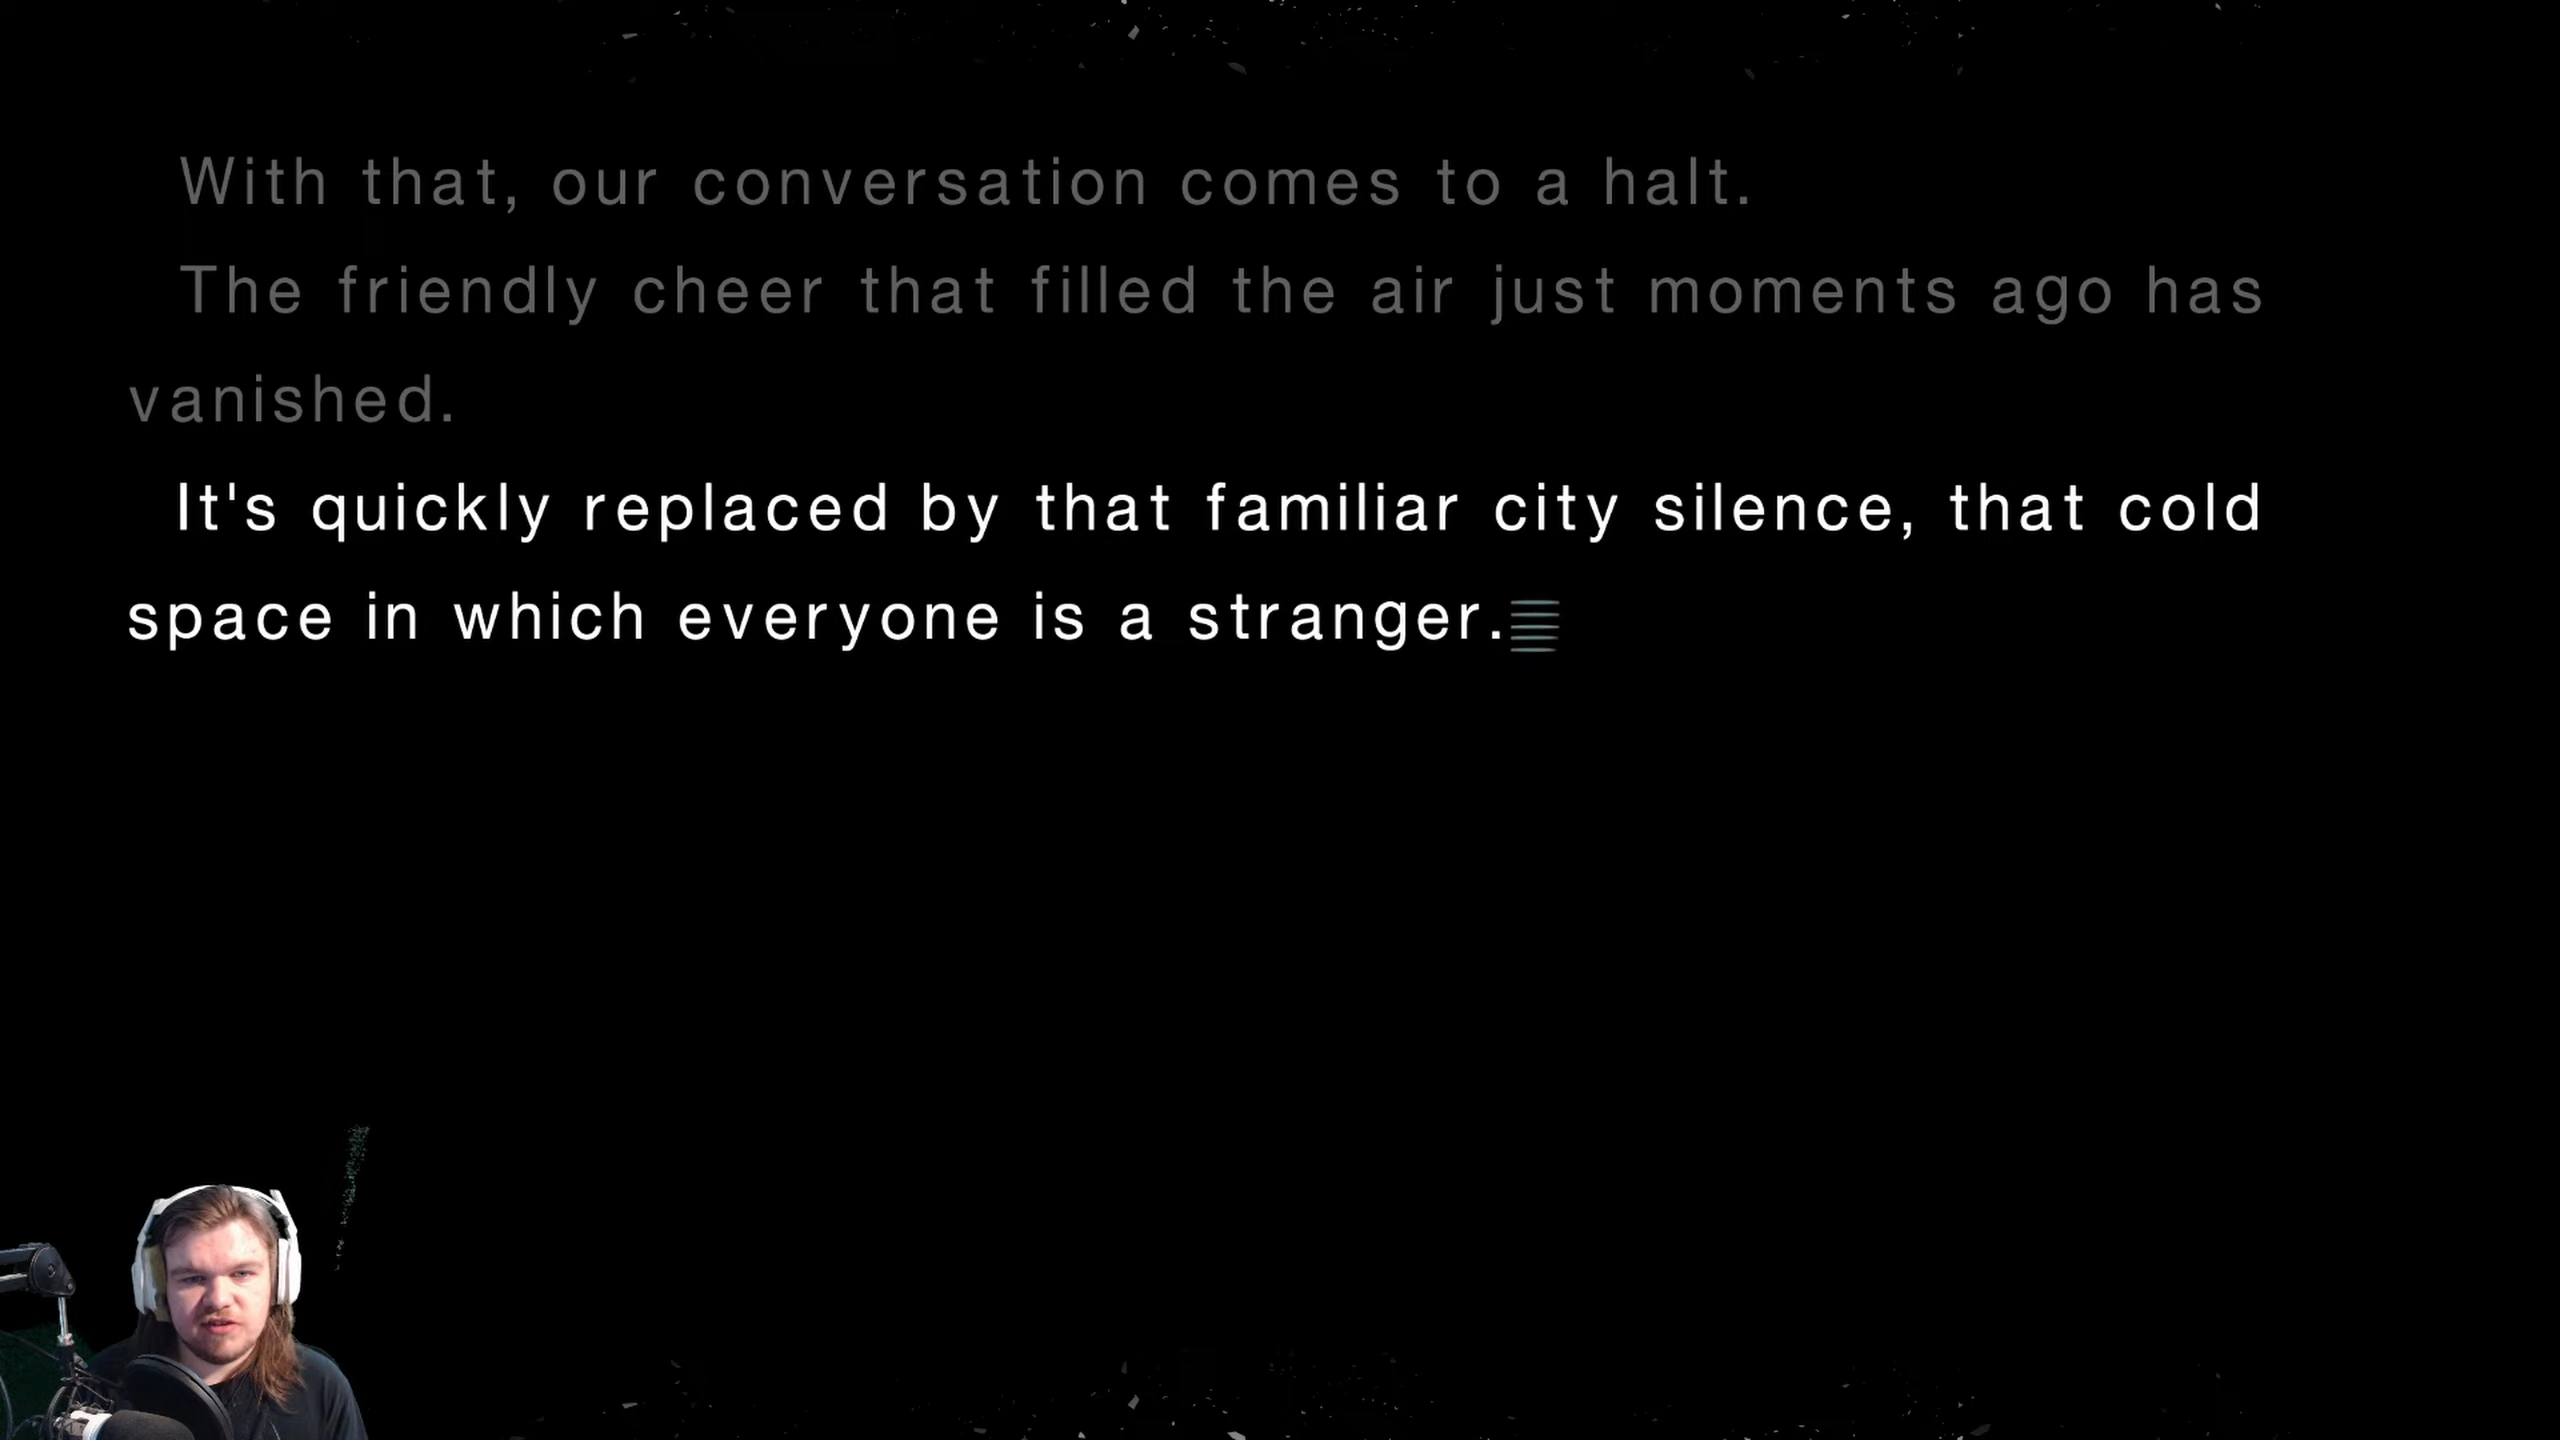 With that, our conversation comes to a halt.
The friendly cheer that filled the air just moments ago has
vanished.
It's quickly replaced by that familiar city silence, that cold
space in which everyone is a stranger.